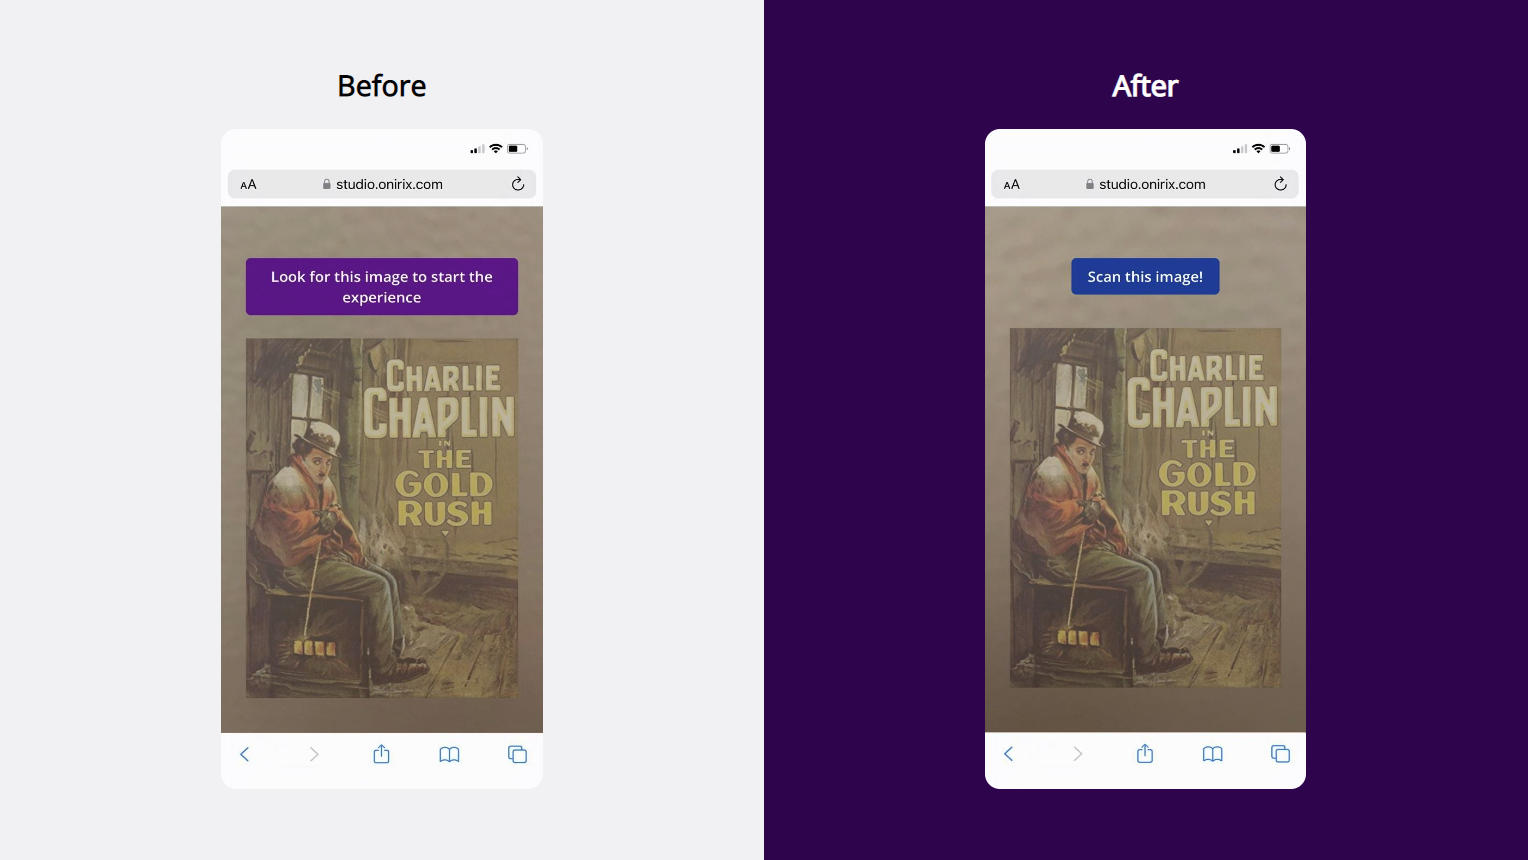 Before
AA studio.onirix.com
Look for this image to start the
experience
CHARLIE
CHAPLIN
IN
THE
GOLD
RUSH
After
AA studio.onirix.com
Scan this image!
CHARLIE
CHAPLIN
IN
THE
GOLD
RUSH